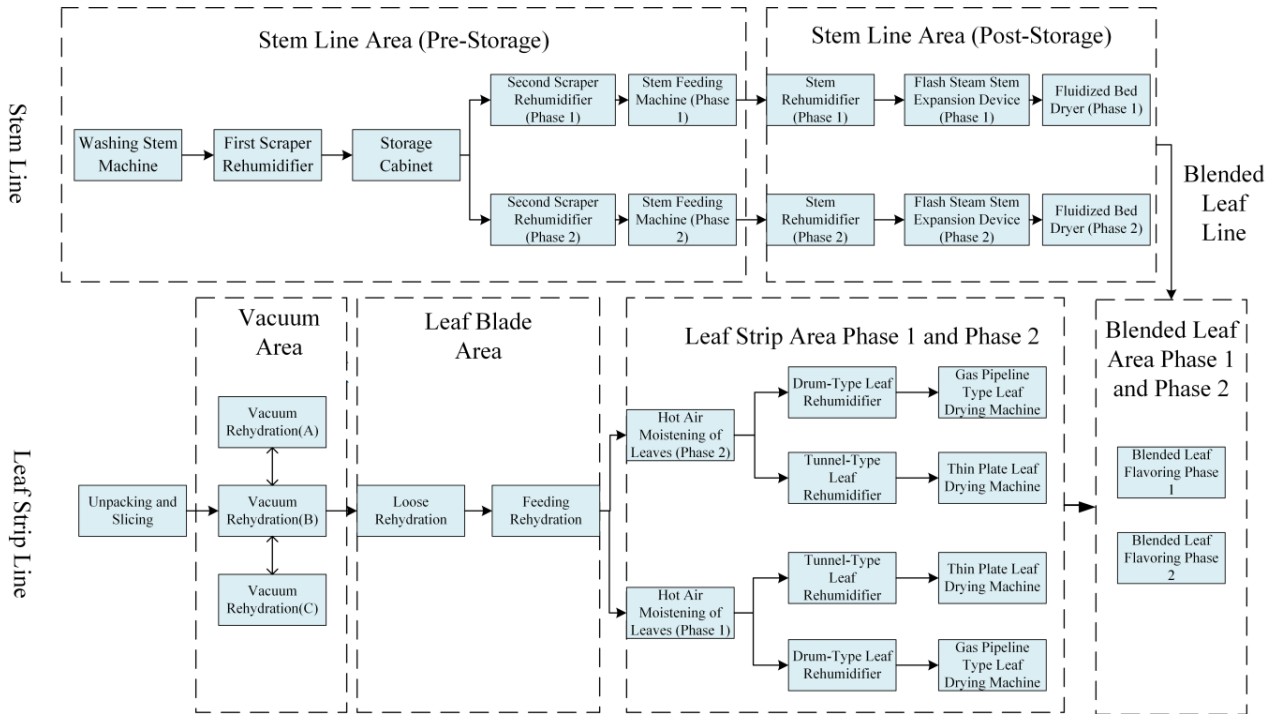 Stem Line Area (Pre-Storage)
Stem Line Area (Post-Storage)
Stem Line
Washing Stem
Machine
First Scraper
Rehumidifier
Storage
Cabinet
Second Scraper
Rehumidifier
(Phase 1)
Stem Feeding
Machine (Phase
1)
Stem
Rehumidifier
(Phase 1)
Flash Steam Stem
Expansion Device
(Phase 1)
Fluidized Bed
Dryer (Phase 1)
Second Scraper
Rehumidifier
(Phase 2)
Stem Feeding
Machine (Phase
2)
Stem
Rehumidifier
(Phase 2)
Flash Steam Stem
Expansion Device
(Phase 2)
Fluidized Bed
Dryer (Phase 2)
Blended
Leaf
Line
Leaf Strip Line
Unpacking and
Slicing
Vacuum
Area
Vacuum
Rehydration(A)
Vacuum
Rehydration(B)
Vacuum
Rehydration(C)
Leaf Blade
Area
Loose
Rehydration
Feeding
Rehydration
Leaf Strip Area Phase 1 and Phase 2
Hot Air
Moistening of
Leaves (Phase 2)
Drum-Type Leaf
Rehumidifier
Gas Pipeline
Type Leaf
Drying Machine
Tunnel-Type
Leaf
Rehumidifier
Thin Plate Leaf
Drying Machine
Hot Air
Moistening of
Leaves (Phase 1)
Tunnel-Type
Leaf
Rehumidifier
Thin Plate Leaf
Drying Machine
Drum-Type Leaf
Rehumidifier
Gas Pipeline
Type Leaf
Drying Machine
Blended Leaf
Area Phase 1
and Phase 2
Blended Leaf
Flavoring Phase
1
Blended Leaf
Flavoring Phase
2